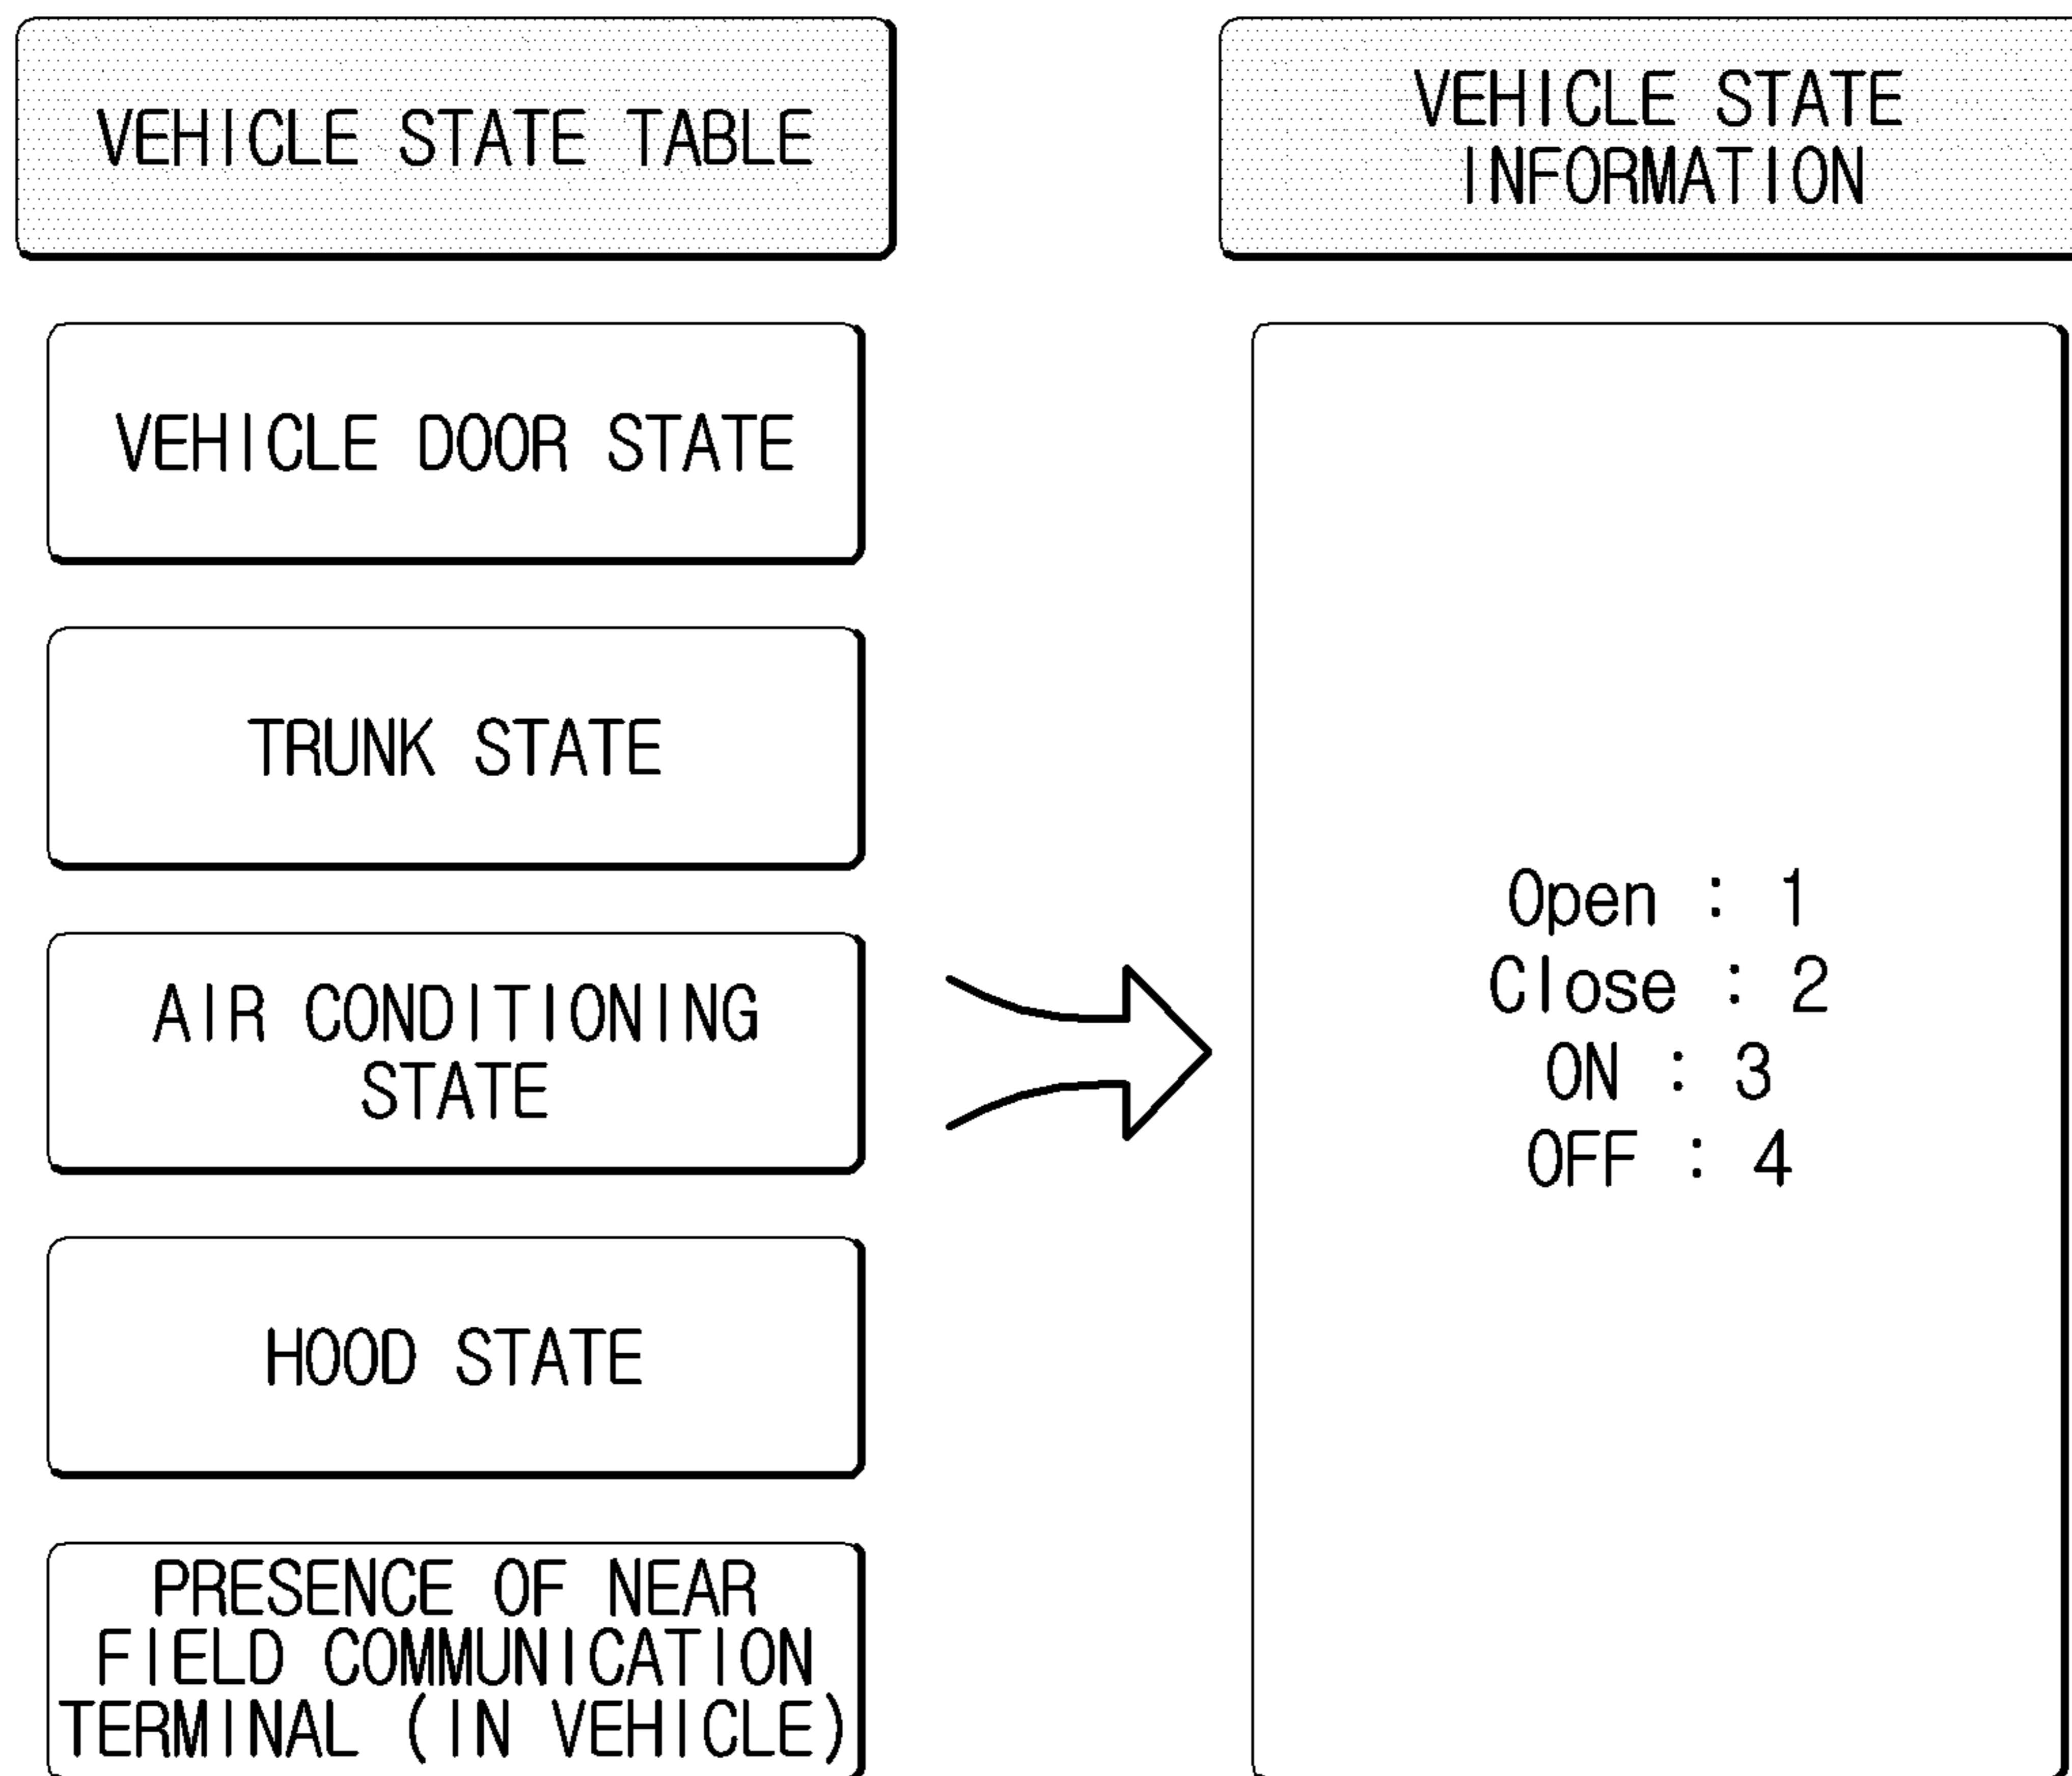 VEHICLE STATE TABLE
VEHICLE DOOR STATE
TRUNK STATE
AIR CONDITIONING
STATE
HOOD STATE
PRESENCE OF NEAR
FIELD COMMUNICATION
TERMINAL (IN VEHICLE)
VEHICLE STATE
INFORMATION
Open : 1
Close : 2
ON : 3
OFF : 4